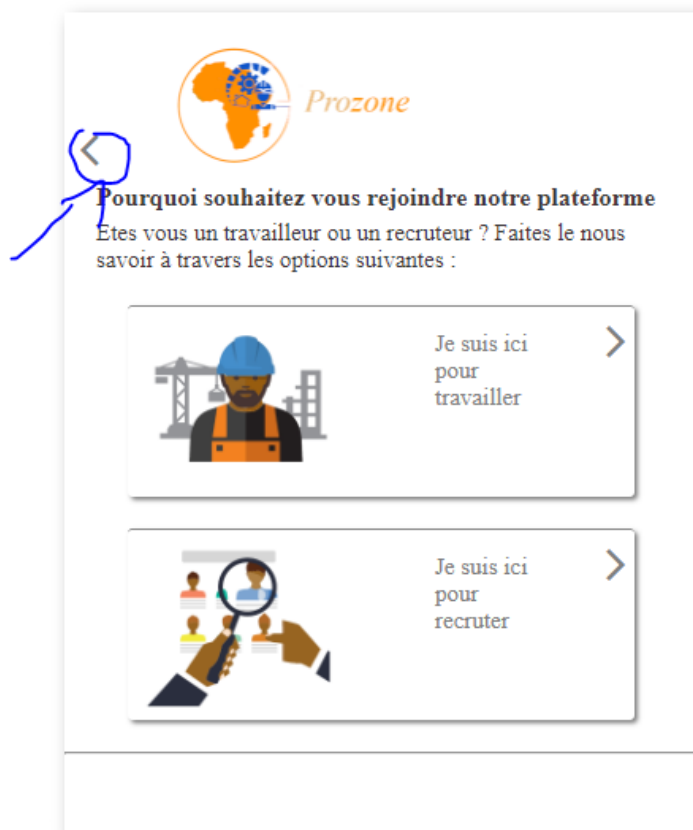 Prozone
Pourquoi souhaitez vous rejoindre notre plateforme
Etes vous un travailleur ou un recruteur ? Faites le nous
savoir à travers les options suivantes :
Je suis ici
pour
travailler
Je suis ici
pour
recruter